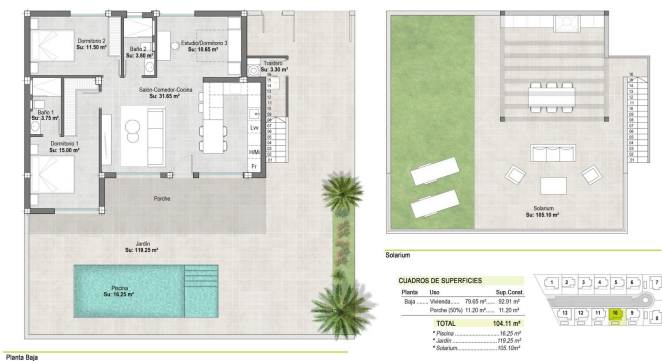 Dormitorio 2
Su: 11.50 m²
Baño 2
Su: 3.80 m²
Estudio/Dormitorio 3
Su: 10.65 m²
Trastero
Su: 3.30 m²
Salón-Comedor-Cocina
Su: 31.65 m²
Baño 1
Su: 3.75 m²
Dormitorio 1
Su: 15.00 m²
Lvv
H/Mi
Fr
Porche
Jardín
Su: 119.25 m²
Piscina
Su: 16.25 m²
Planta Baja
Solarium
Su: 105.10 m²
Solarium
CUADROS DE SUPERFICIES
Planta Uso Sup.Const.
Baja ....... Vivienda...... 79.65 m²..... 92.91 m²
Porche (50%) 11.20 m²..... 11.20 m²
TOTAL 104.11 m²
* Piscina ....................16.25 m²
* Jardín ....................119.25 m²
* Solarium..................105.10m²
1 2 3 4 5 6 7
13 12 11 10 9 8